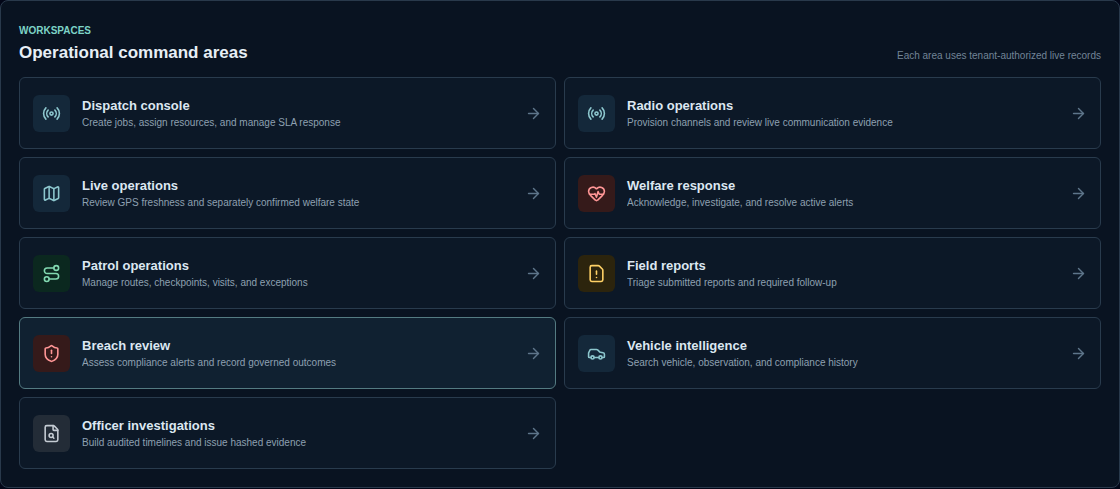 WORKSPACES
Operational command areas
Each area uses tenant-authorized live records
Dispatch console
Create jobs, assign resources, and manage SLA response
Radio operations
Provision channels and review live communication evidence
Live operations
Review GPS freshness and separately confirmed welfare state
Welfare response
Acknowledge, investigate, and resolve active alerts
Patrol operations
Manage routes, checkpoints, visits, and exceptions
Field reports
Triage submitted reports and required follow-up
Breach review
Assess compliance alerts and record governed outcomes
Vehicle intelligence
Search vehicle, observation, and compliance history
Officer investigations
Build audited timelines and issue hashed evidence